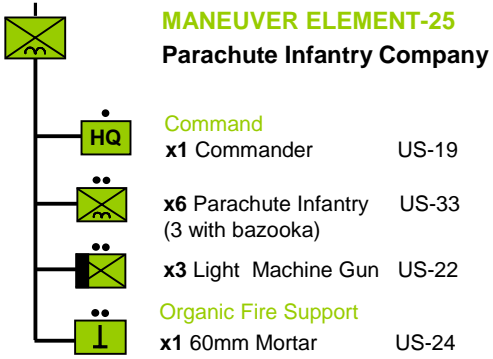 MANEUVER ELEMENT-25
Parachute Infantry Company
HQ
Command
x1 Commander US-19
x6 Parachute Infantry US-33
(3 with bazooka)
x3 Light Machine Gun US-22
Organic Fire Support
x1 60mm Mortar US-24